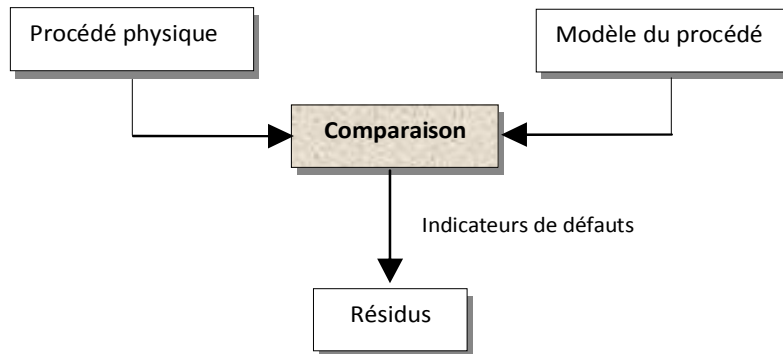 Procédé physique
Modèle du procédé
Comparaison
Indicateurs de défauts
Résidus